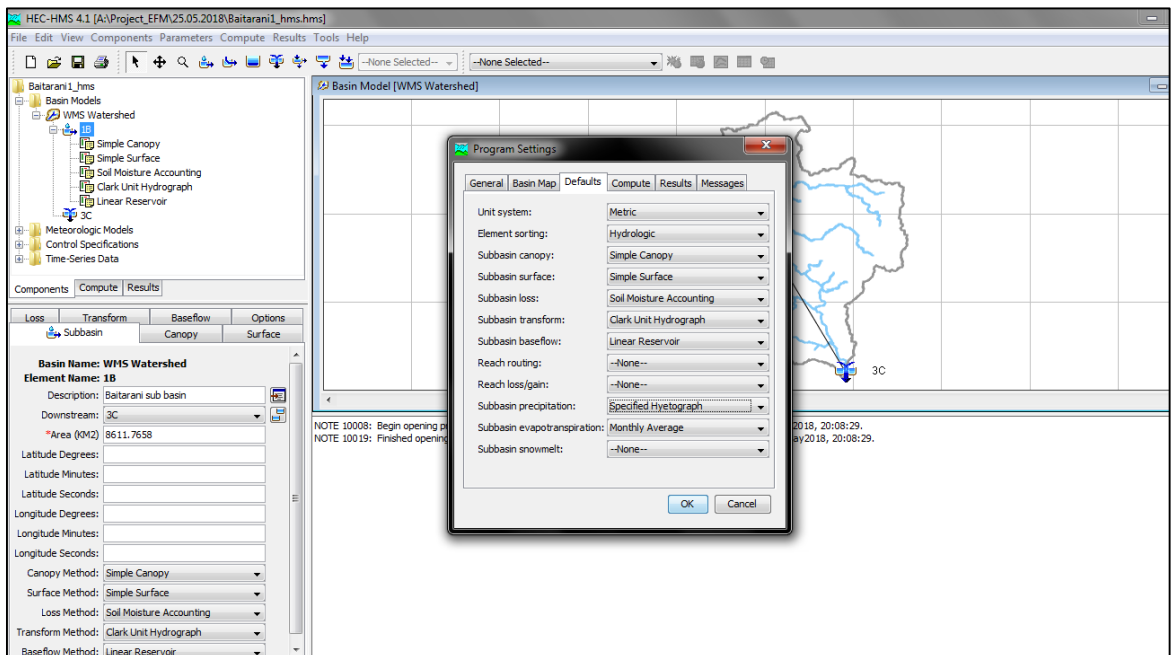 HEC-HMS 4.1 [A:\Project_EFM\25.05.2018\Baitarani1_hms.hms]
File Edit View Components Parameters Compute Results Tools Help
--None Selected-- --None Selected--
Baitarani1_hms
Basin Models
WMS Watershed
1B
Simple Canopy
Simple Surface
Soil Moisture Accounting
Clark Unit Hydrograph
Linear Reservoir
3C
Meteorologic Models
Control Specifications
Time-Series Data
Components Compute Results
Loss Transform Baseflow Options
Subbasin Canopy Surface
Basin Name: WMS Watershed
Element Name: 1B
Description: Baitarani sub basin
Downstream: 3C
*Area (KM2) 8611.7658
Latitude Degrees:
Latitude Minutes:
Latitude Seconds:
Longitude Degrees:
Longitude Minutes:
Longitude Seconds:
Canopy Method: Simple Canopy
Surface Method: Simple Surface
Loss Method: Soil Moisture Accounting
Transform Method: Clark Unit Hydrograph
Baseflow Method: Linear Reservoir
Basin Model [WMS Watershed]
3C
Program Settings
General Basin Map Defaults Compute Results Messages
Unit system: Metric
Element sorting: Hydrologic
Subbasin canopy: Simple Canopy
Subbasin surface: Simple Surface
Subbasin loss: Soil Moisture Accounting
Subbasin transform: Clark Unit Hydrograph
Subbasin baseflow: Linear Reservoir
Reach routing: --None--
Reach loss/gain: --None--
Subbasin precipitation: Specified Hyetograph
Subbasin evapotranspiration: Monthly Average
Subbasin snowmelt: --None--
OK Cancel
NOTE 10008: Begin opening 2018, 20:08:29.
NOTE 10019: Finished opening 2018, 20:08:29.